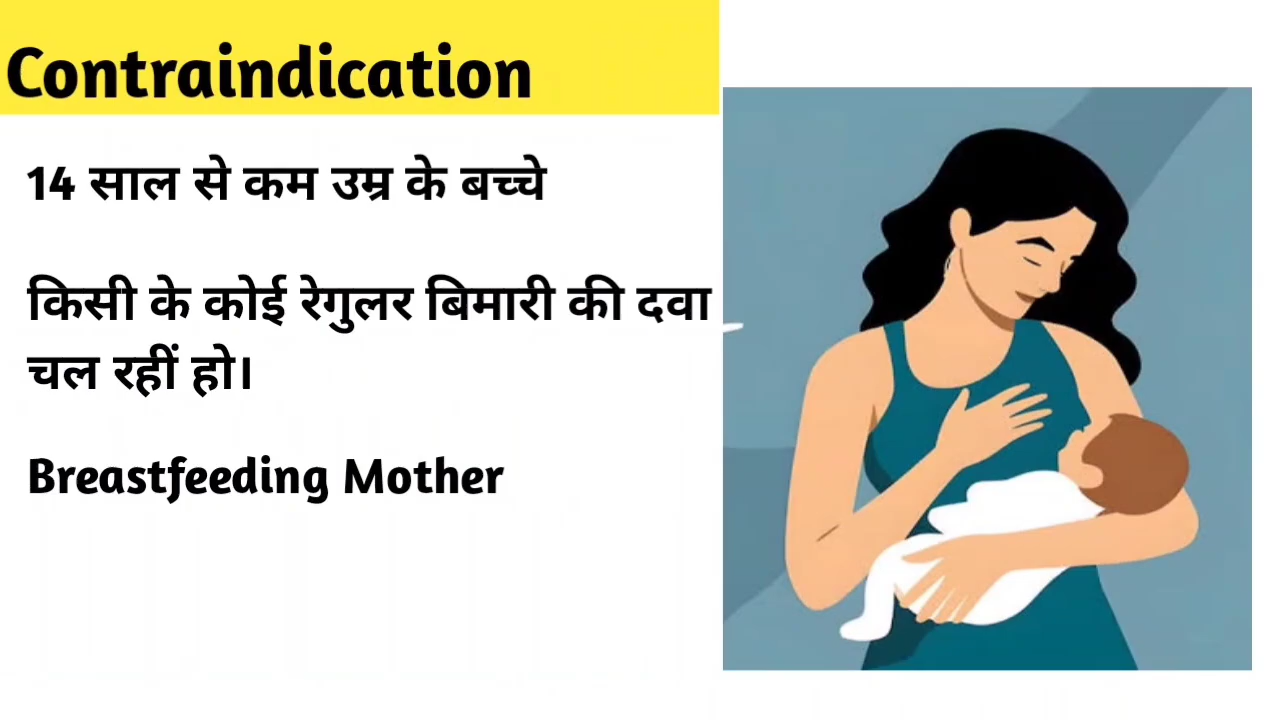 Contraindication
14 साल से कम उम्र के बच्चे
किसी के कोई रेगुलर बिमारी की दवा
चल रहीं हो।
Breastfeeding Mother